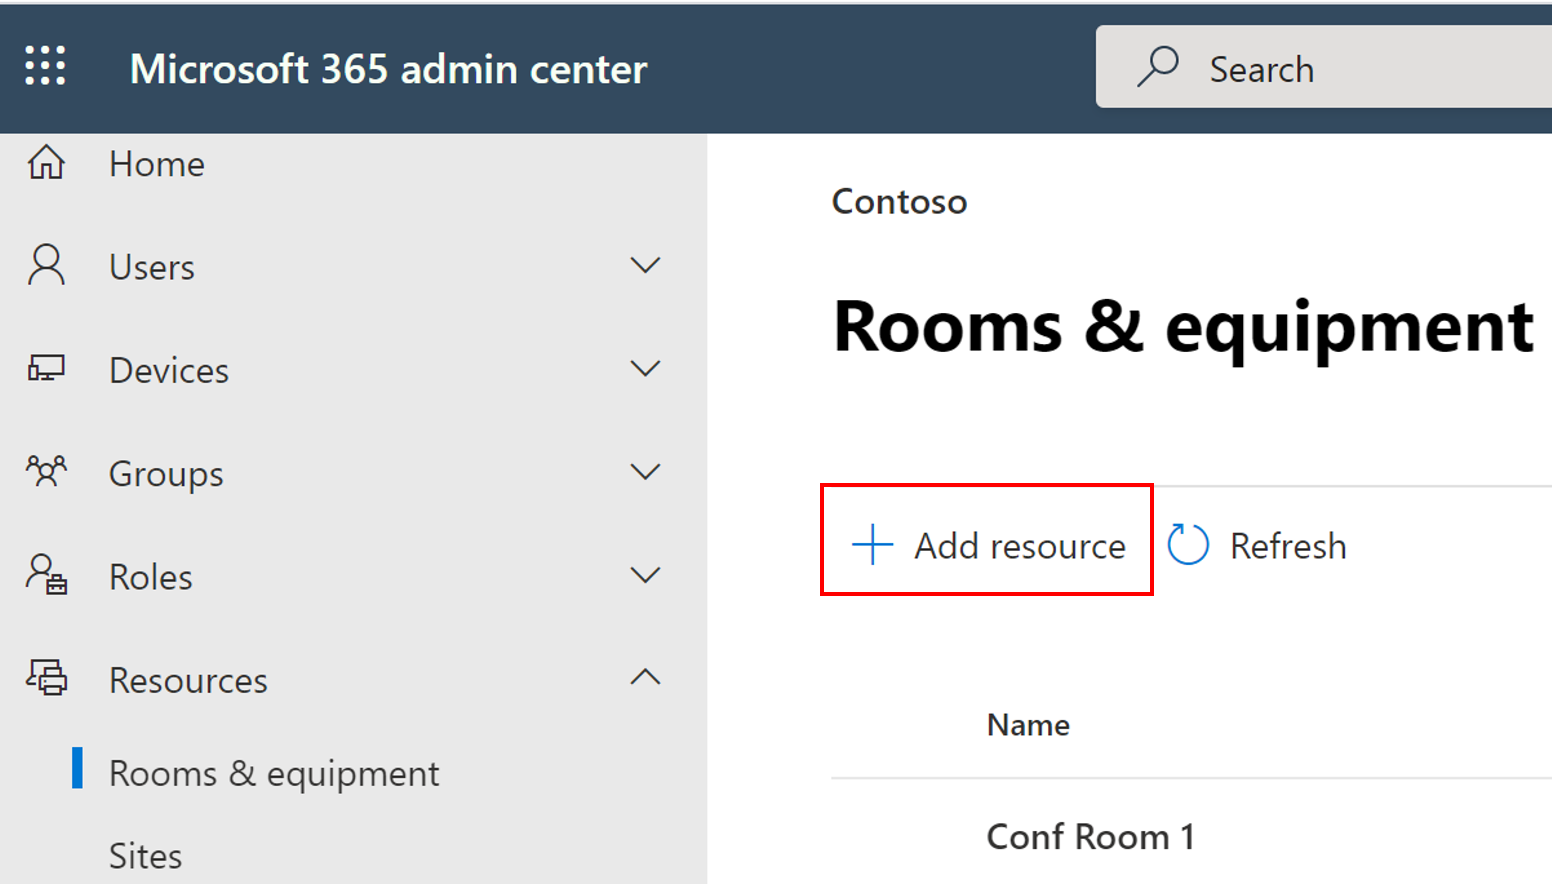 Microsoft 365 admin center
Search
Home
Users
Devices
Groups
Roles
Resources
Rooms & equipment
Sites
Contoso
Rooms & equipment
Add resource
Refresh
Name
Conf Room 1